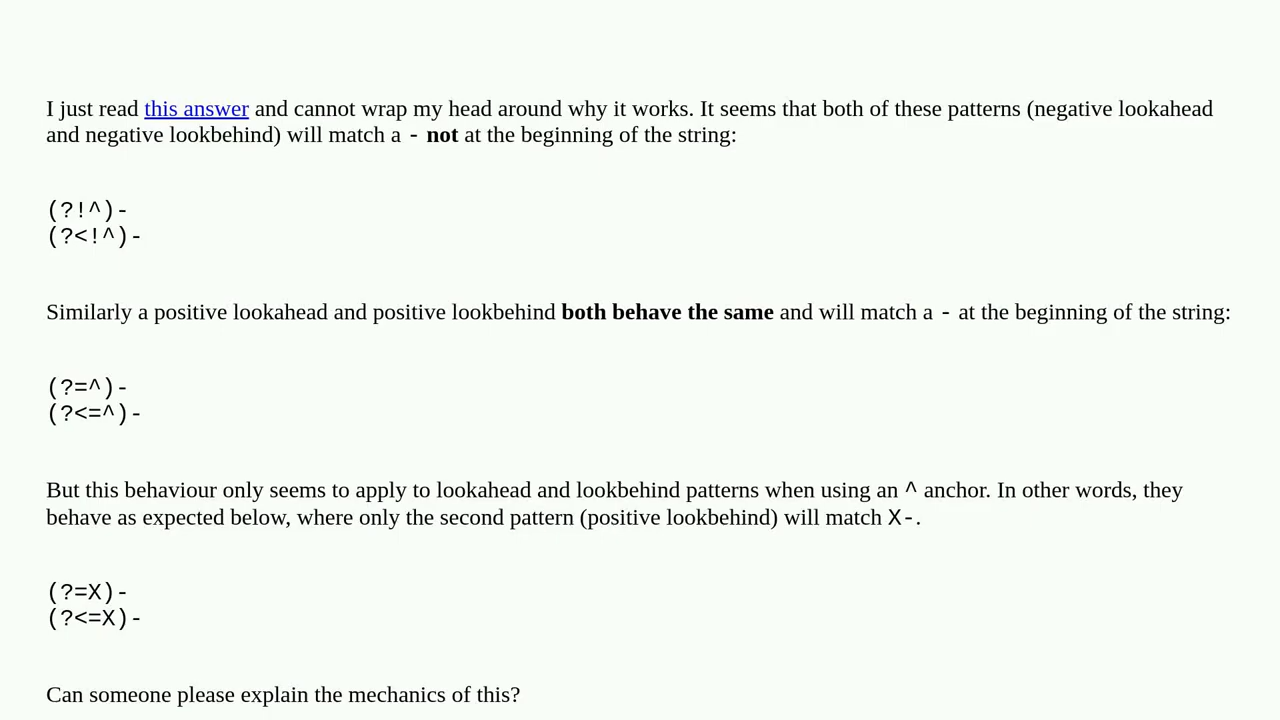 I just read this answer and cannot wrap my head around why it works. It seems that both of these patterns (negative lookahead
and negative lookbehind) will match a - not at the beginning of the string:
(?!^)-
(?<!^)-
Similarly a positive lookahead and positive lookbehind both behave the same and will match a - at the beginning of the string:
(?=^)-
(?<=^)-
But this behaviour only seems to apply to lookahead and lookbehind patterns when using an ^ anchor. In other words, they
behave as expected below, where only the second pattern (positive lookbehind) will match X-.
(?=X)-
(?<=X)-
Can someone please explain the mechanics of this?